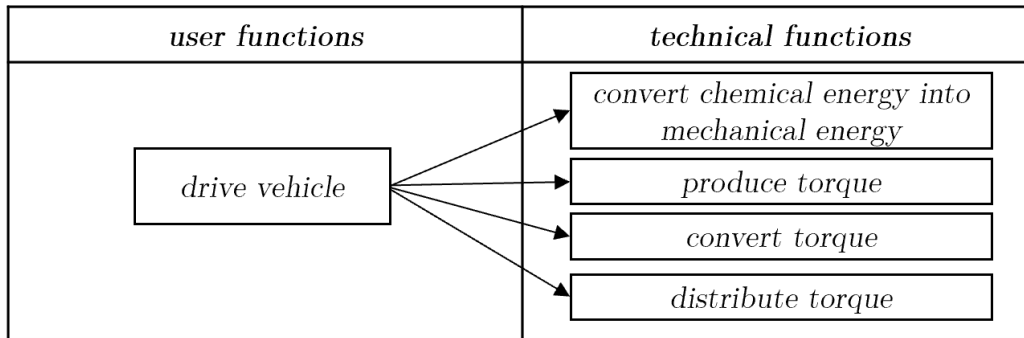 user functions
technical functions
convert chemical energy into
mechanical energy
drive vehicle
produce torque
convert torque
distribute torque